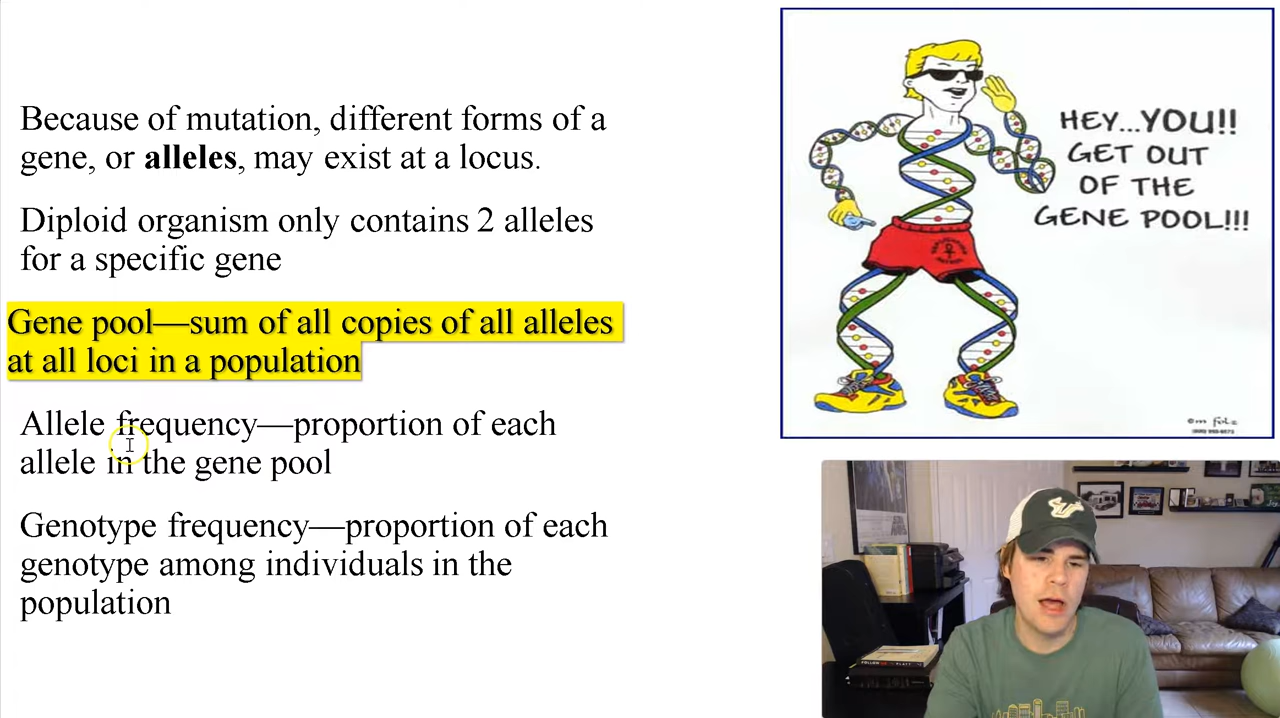 Because of mutation, different forms of a
gene, or alleles, may exist at a locus.
Diploid organism only contains 2 alleles
for a specific gene
Gene pool—sum of all copies of all alleles
at all loci in a population
Allele frequency—proportion of each
allele in the gene pool
Genotype frequency—proportion of each
genotype among individuals in the
population
HEY...YOU!!
GET OUT
OF THE
GENE POOL!!!